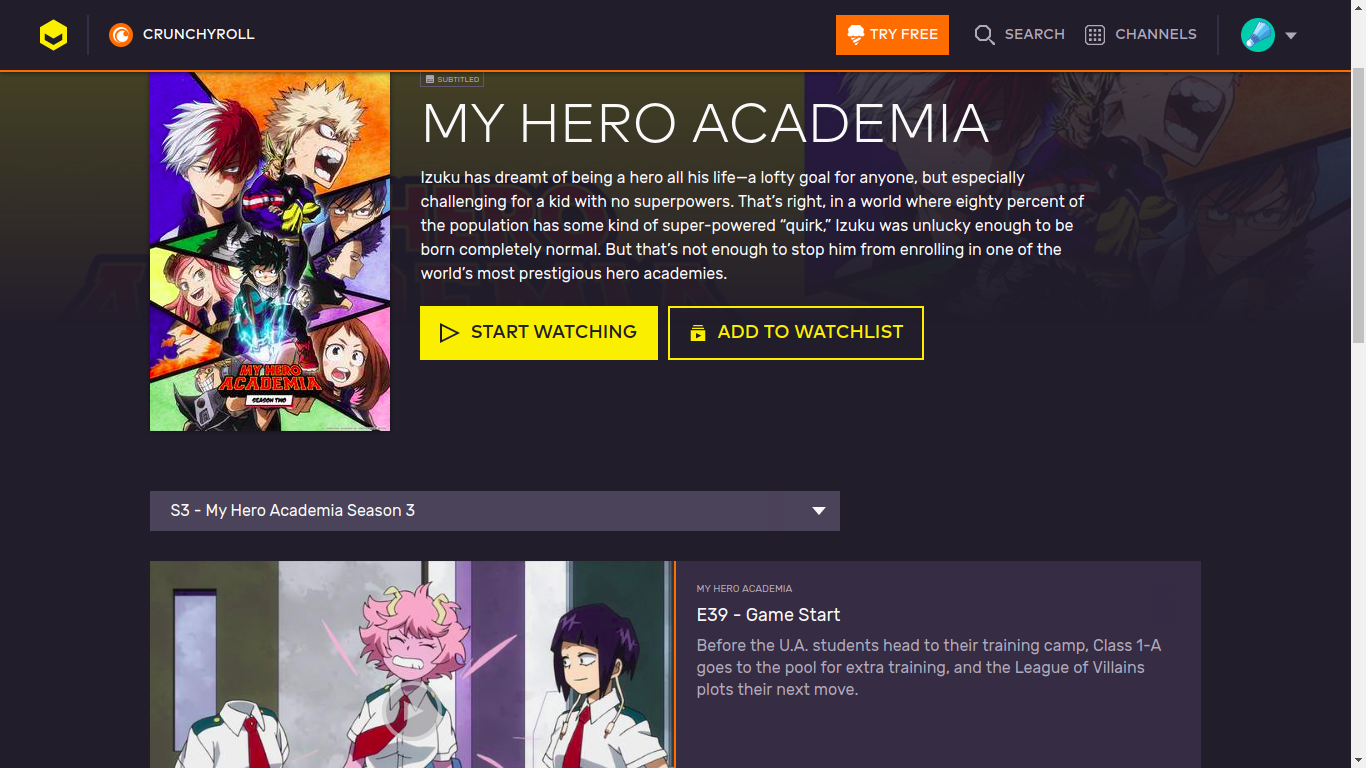 CRUNCHYROLL
TRY FREE
SEARCH
CHANNELS
SUBTITLED
MY HERO ACADEMIA
Izuku has dreamt of being a hero all his life—a lofty goal for anyone, but especially
challenging for a kid with no superpowers. That’s right, in a world where eighty percent of
the population has some kind of super-powered “quirk,” Izuku was unlucky enough to be
born completely normal. But that’s not enough to stop him from enrolling in one of the
world’s most prestigious hero academies.
START WATCHING
ADD TO WATCHLIST
MY HERO
ACADEMIA
SEASON TWO
S3 - My Hero Academia Season 3
MY HERO ACADEMIA
E39 - Game Start
Before the U.A. students head to their training camp, Class 1-A
goes to the pool for extra training, and the League of Villains
plots their next move.